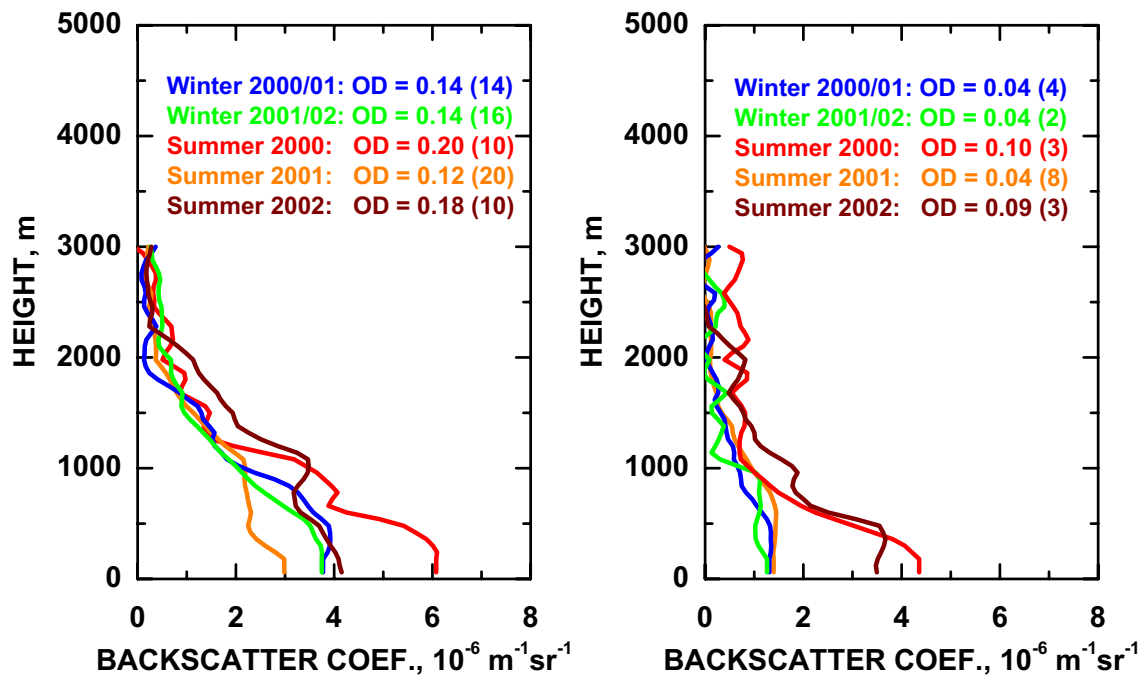 5000
4000
3000
2000
1000
0
HEIGHT, m
Winter 2000/01: OD = 0.14 (14)
Winter 2001/02: OD = 0.14 (16)
Summer 2000: OD = 0.20 (10)
Summer 2001: OD = 0.12 (20)
Summer 2002: OD = 0.18 (10)
0 2 4 6 8
BACKSCATTER COEF., 10⁻⁶ m⁻¹sr⁻¹
5000
4000
3000
2000
1000
0
HEIGHT, m
Winter 2000/01: OD = 0.04 (4)
Winter 2001/02: OD = 0.04 (2)
Summer 2000: OD = 0.10 (3)
Summer 2001: OD = 0.04 (8)
Summer 2002: OD = 0.09 (3)
0 2 4 6 8
BACKSCATTER COEF., 10⁻⁶ m⁻¹sr⁻¹